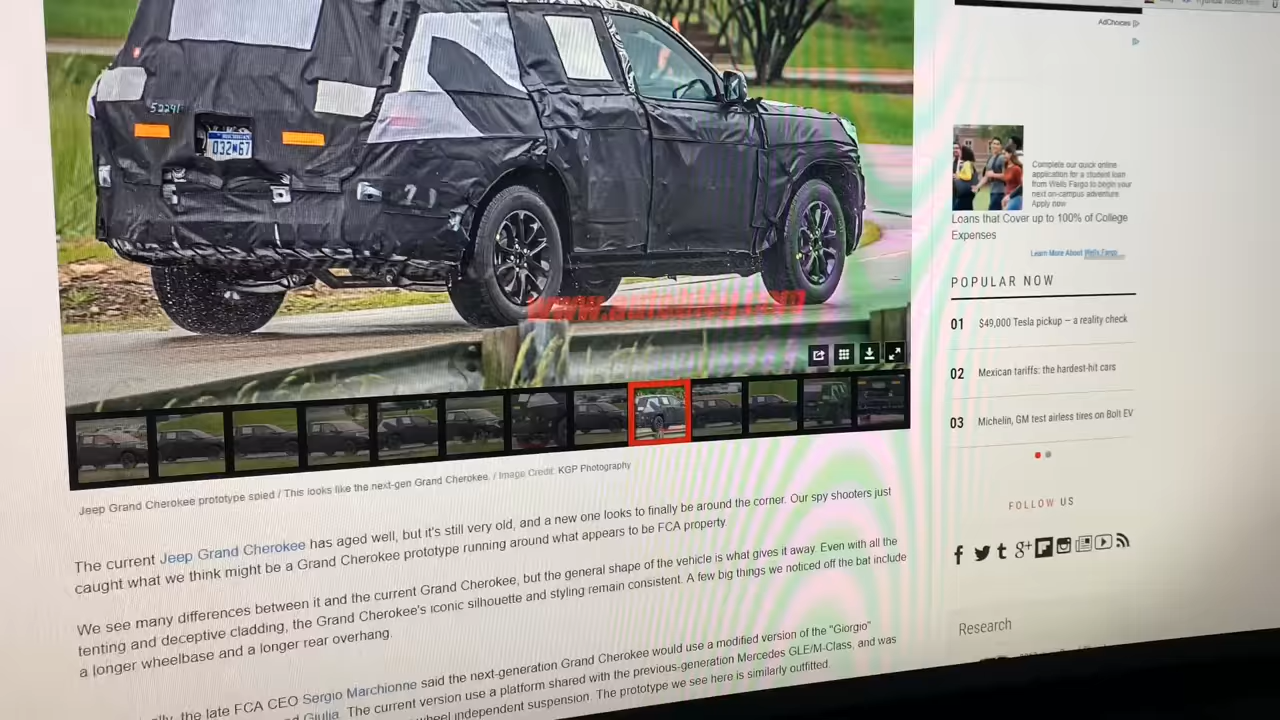 52241
MICHIGAN
032M67
www.autoblog.com
Jeep Grand Cherokee prototype spied / This looks like the next-gen Grand Cherokee. / Image Credit: KGP Photography
The current Jeep Grand Cherokee has aged well, but it's still very old, and a new one looks to finally be around the corner. Our spy shooters just
caught what we think might be a Grand Cherokee prototype running around what appears to be FCA property.
We see many differences between it and the current Grand Cherokee, but the general shape of the vehicle is what gives it away. Even with all the
tenting and deceptive cladding, the Grand Cherokee's iconic silhouette and styling remain consistent. A few big things we noticed off the bat include
a longer wheelbase and a longer rear overhang.
the late FCA CEO Sergio Marchionne said the next-generation Grand Cherokee would use a modified version of the "Giorgio"
Giulia. The current version use a platform shared with the previous-generation Mercedes GLE/M-Class, and was
independent suspension. The prototype we see here is similarly outfitted.
AdChoices
Complete our quick online
application for a student loan
from Wells Fargo to begin your
next on-campus adventure.
Apply now
Loans that Cover up to 100% of College
Expenses
Learn More About Wells Fargo
POPULAR NOW
01 $49,000 Tesla pickup — a reality check
02 Mexican tariffs: the hardest-hit cars
03 Michelin, GM test airless tires on Bolt EV
FOLLOW US
Research